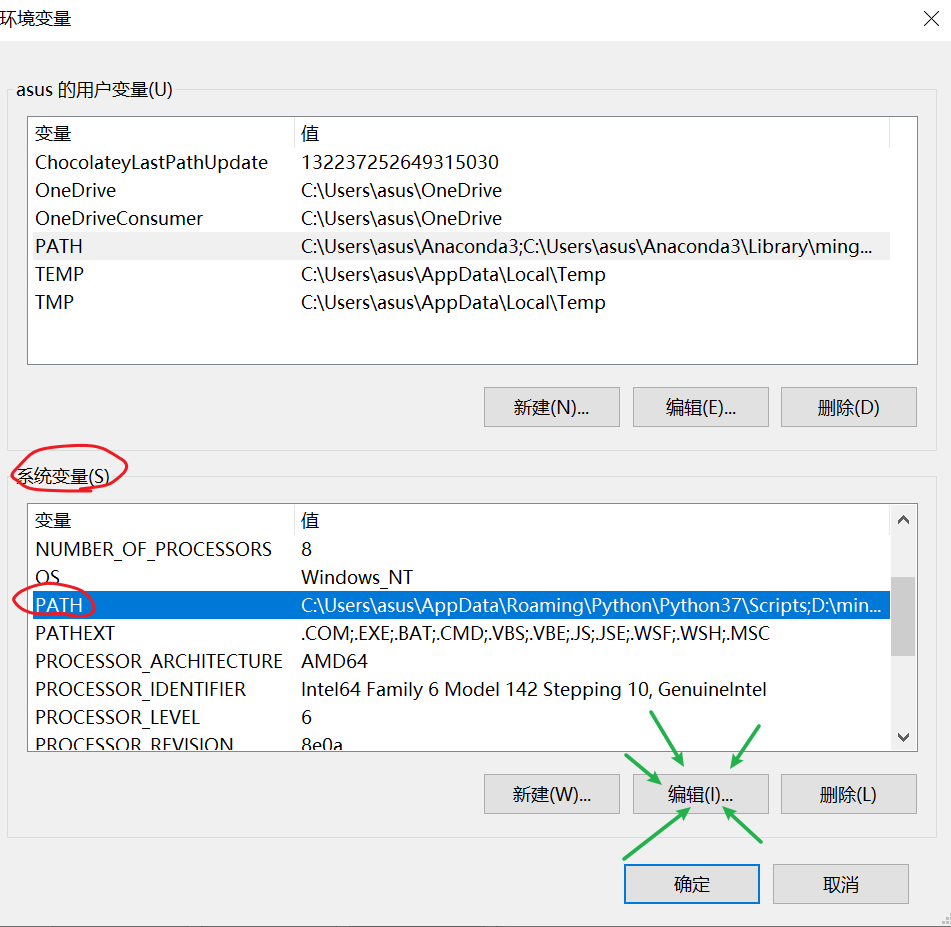 环境变量
asus 的用户变量(U)
变量 值
ChocolateyLastPathUpdate 132237252649315030
OneDrive C:\Users\asus\OneDrive
OneDriveConsumer C:\Users\asus\OneDrive
PATH C:\Users\asus\Anaconda3;C:\Users\asus\Anaconda3\Library\ming...
TEMP C:\Users\asus\AppData\Local\Temp
TMP C:\Users\asus\AppData\Local\Temp
新建(N)... 编辑(E)... 删除(D)
系统变量(S)
变量 值
NUMBER_OF_PROCESSORS 8
OS Windows_NT
PATH C:\Users\asus\AppData\Roaming\Python\Python37\Scripts;D:\min...
PATHEXT .COM;.EXE;.BAT;.CMD;.VBS;.VBE;.JS;.JSE;.WSF;.WSH;.MSC
PROCESSOR_ARCHITECTURE AMD64
PROCESSOR_IDENTIFIER Intel64 Family 6 Model 142 Stepping 10, GenuineIntel
PROCESSOR_LEVEL 6
PROCESSOR_REVISION 8e0a
新建(W)... 编辑(I)... 删除(L)
确定 取消